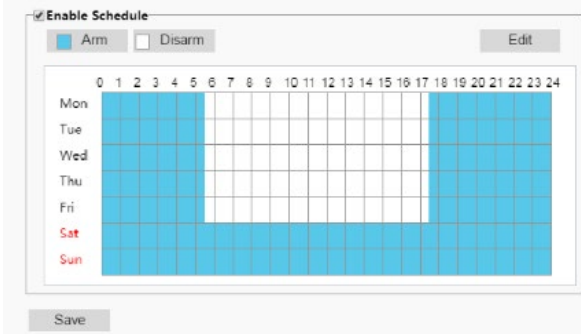 Enable Schedule
Arm Disarm Edit
0 1 2 3 4 5 6 7 8 9 10 11 12 13 14 15 16 17 18 19 20 21 22 23 24
Mon
Tue
Wed
Thu
Fri
Sat
Sun
Save